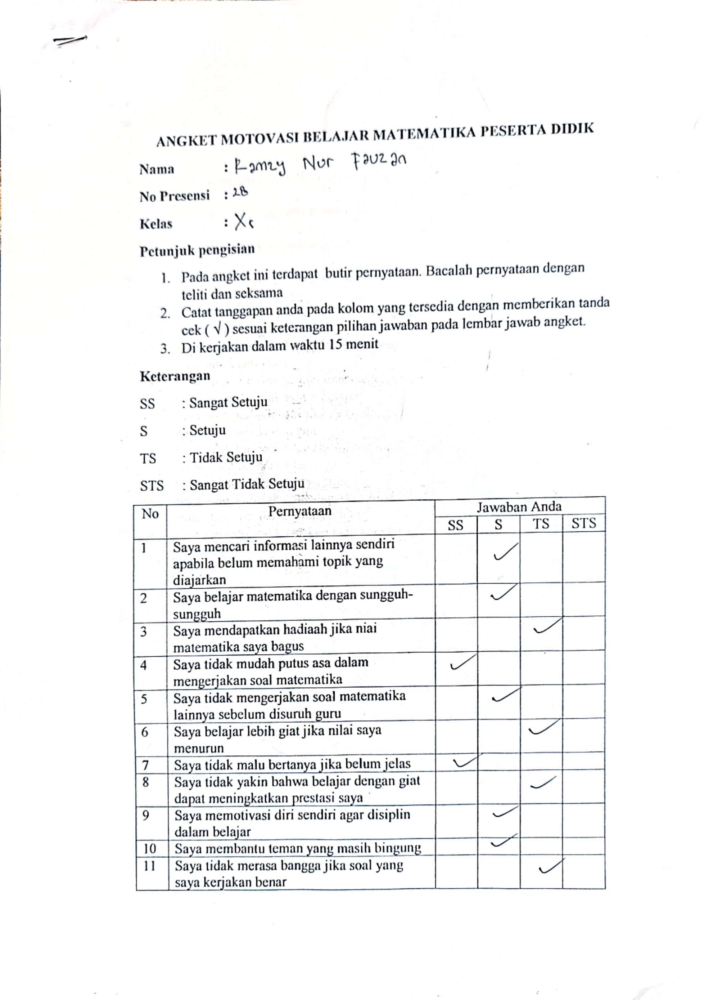 ANGKET MOTOVASI BELAJAR MATEMATIKA PESERTA DIDIK
Nama : Ramzy Nur Fauzan
No Presensi : 28
Kelas : X
Petunjuk pengisian
1. Pada angket ini terdapat butir pernyataan. Bacalah pernyataan dengan
teliti dan seksama
2. Catat tanggapan anda pada kolom yang tersedia dengan memberikan tanda
cek ( √ ) sesuai keterangan pilihan jawaban pada lembar jawab angket.
3. Di kerjakan dalam waktu 15 menit
Keterangan
SS : Sangat Setuju
S : Setuju
TS : Tidak Setuju
STS : Sangat Tidak Setuju
No Pernyataan Jawaban Anda
SS S TS STS
1 Saya mencari informasi lainnya sendiri
apabila belum memahami topik yang
diajarkan ✓
2 Saya belajar matematika dengan sungguh-
sungguh ✓
3 Saya mendapatkan hadiaah jika niai
matematika saya bagus ✓
4 Saya tidak mudah putus asa dalam
mengerjakan soal matematika ✓
5 Saya tidak mengerjakan soal matematika
lainnya sebelum disuruh guru ✓
6 Saya belajar lebih giat jika nilai saya
menurun ✓
7 Saya tidak malu bertanya jika belum jelas ✓
8 Saya tidak yakin bahwa belajar dengan giat
dapat meningkatkan prestasi saya ✓
9 Saya memotivasi diri sendiri agar disiplin
dalam belajar ✓
10 Saya membantu teman yang masih bingung ✓
11 Saya tidak merasa bangga jika soal yang
saya kerjakan benar ✓